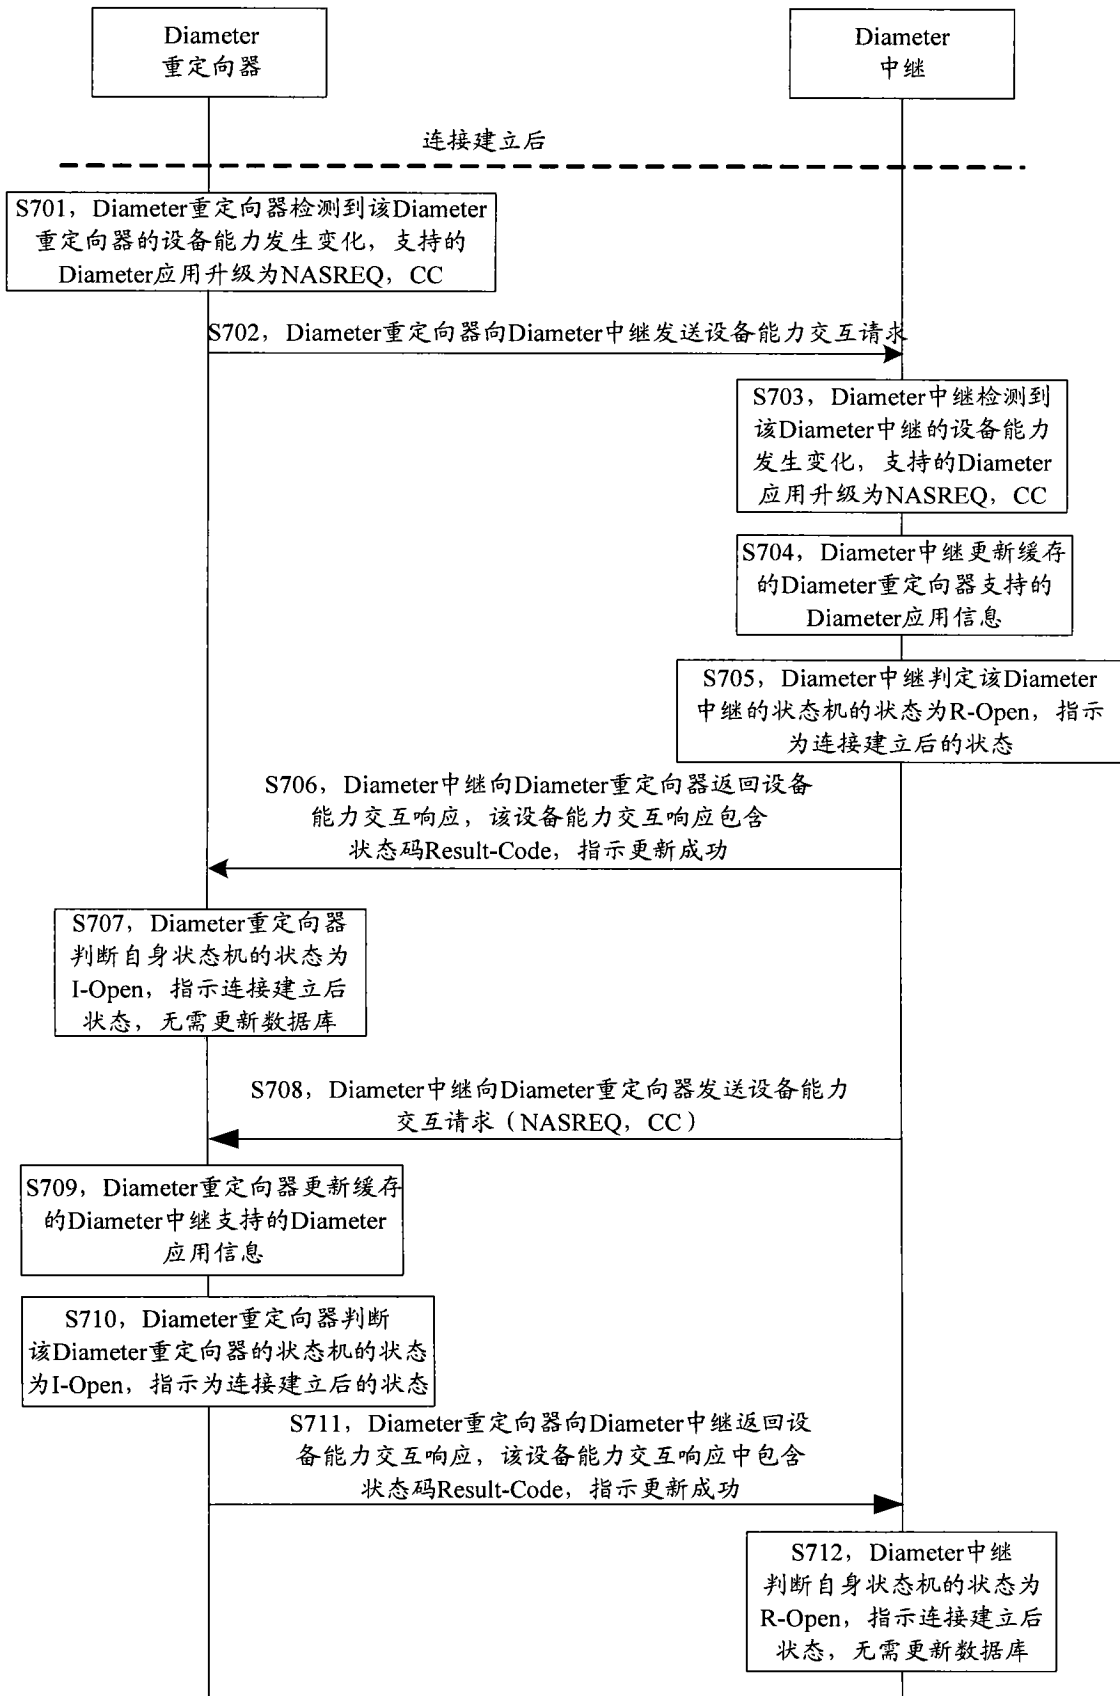 Diameter
重定向器
Diameter
中继
连接建立后
S701，Diameter重定向器检测到该Diameter
重定向器的设备能力发生变化，支持的
Diameter应用升级为NASREQ，CC
S702，Diameter重定向器向Diameter中继发送设备能力交互请求
S703，Diameter中继检测到
该Diameter中继的设备能力
发生变化，支持的Diameter
应用升级为NASREQ，CC
S704，Diameter中继更新缓存
的Diameter重定向器支持的
Diameter应用信息
S705，Diameter中继判定该Diameter
中继的状态机的状态为R-Open，指示
为连接建立后的状态
S706，Diameter中继向Diameter重定向器返回设备
能力交互响应，该设备能力交互响应包含
状态码Result-Code，指示更新成功
S707，Diameter重定向器
判断自身状态机的状态为
I-Open，指示连接建立后
状态，无需更新数据库
S708，Diameter中继向Diameter重定向器发送设备能力
交互请求（NASREQ，CC）
S709，Diameter重定向器更新缓存
的Diameter中继支持的Diameter
应用信息
S710，Diameter重定向器判断
该Diameter重定向器的状态机的状态
为I-Open，指示为连接建立后的状态
S711，Diameter重定向器向Diameter中继返回设
备能力交互响应，该设备能力交互响应中包含
状态码Result-Code，指示更新成功
S712，Diameter中继
判断自身状态机的状态为
R-Open，指示连接建立后
状态，无需更新数据库